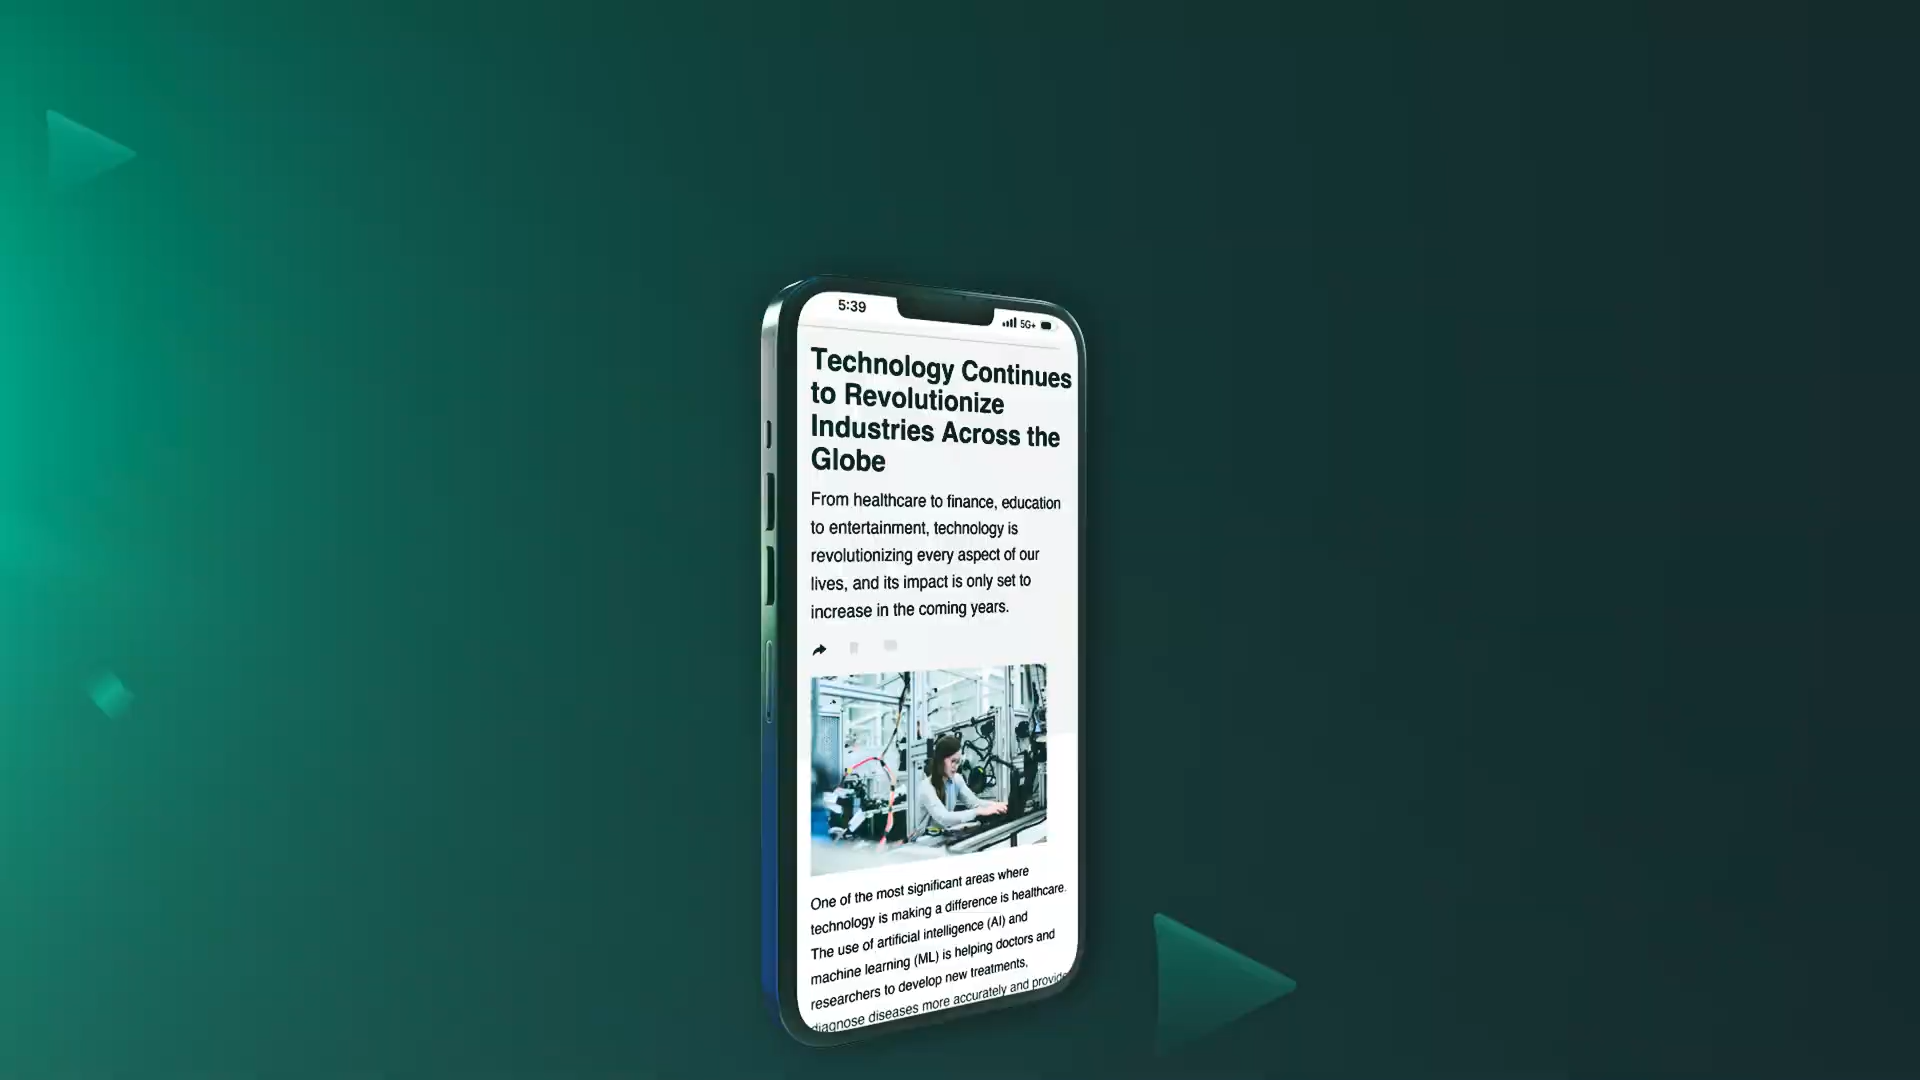 5:39
5G+
Technology Continues
to Revolutionize
Industries Across the
Globe
From healthcare to finance, education
to entertainment, technology is
revolutionizing every aspect of our
lives, and its impact is only set to
increase in the coming years.
One of the most significant areas where
technology is making a difference is healthcare.
The use of artificial intelligence (AI) and
machine learning (ML) is helping doctors and
researchers to develop new treatments,
diagnose diseases more accurately and provide